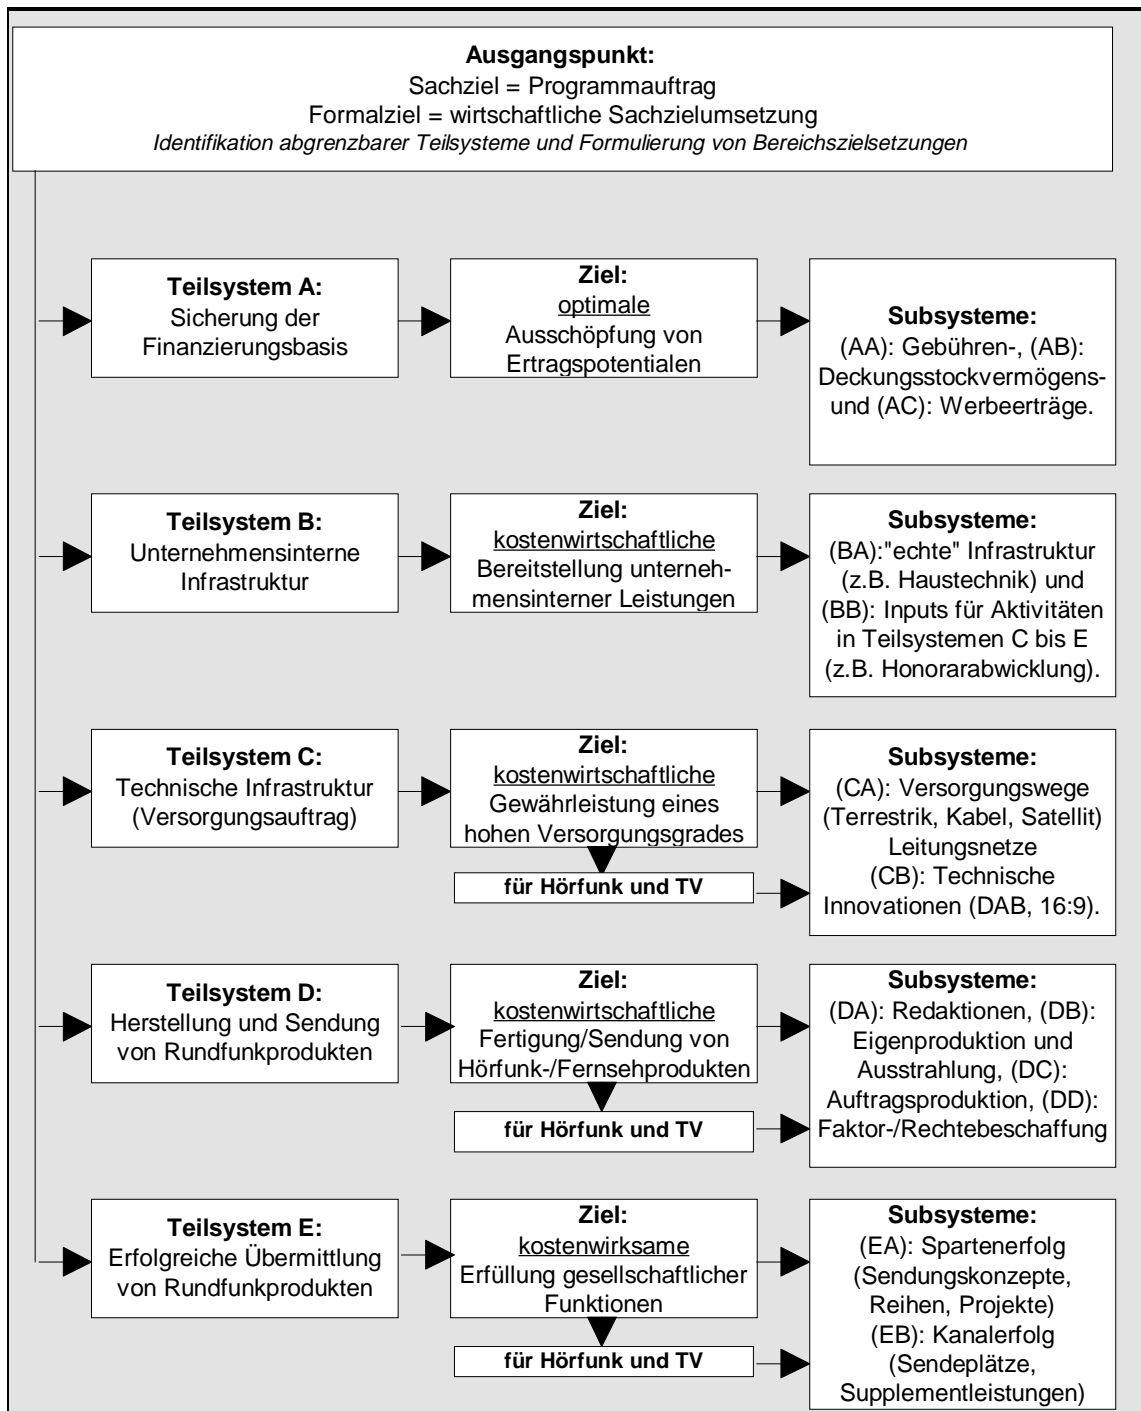 Ausgangspunkt:
Sachziel = Programmauftrag
Formalziel = wirtschaftliche Sachzielumsetzung
Identifikation abgrenzbarer Teilsysteme und Formulierung von Bereichszielsetzungen
Teilsystem A:
Sicherung der
Finanzierungsbasis
Ziel:
optimale
Ausschöpfung von
Ertragspotentialen
Subsysteme:
(AA): Gebühren-, (AB):
Deckungsstockvermögens-
und (AC): Werbeerträge.
Teilsystem B:
Unternehmensinterne
Infrastruktur
Ziel:
kostenwirtschaftliche
Bereitstellung unterneh-
mensinterner Leistungen
Subsysteme:
(BA):"echte" Infrastruktur
(z.B. Haustechnik) und
(BB): Inputs für Aktivitäten
in Teilsystemen C bis E
(z.B. Honorarabwicklung).
Teilsystem C:
Technische Infrastruktur
(Versorgungsauftrag)
Ziel:
kostenwirtschaftliche
Gewährleistung eines
hohen Versorgungsgrades
für Hörfunk und TV
Subsysteme:
(CA): Versorgungswege
(Terrestrik, Kabel, Satellit)
Leitungsnetze
(CB): Technische
Innovationen (DAB, 16:9).
Teilsystem D:
Herstellung und Sendung
von Rundfunkprodukten
Ziel:
kostenwirtschaftliche
Fertigung/Sendung von
Hörfunk-/Fernsehprodukten
für Hörfunk und TV
Subsysteme:
(DA): Redaktionen, (DB):
Eigenproduktion und
Ausstrahlung, (DC):
Auftragsproduktion, (DD):
Faktor-/Rechtebeschaffung
Teilsystem E:
Erfolgreiche Übermittlung
von Rundfunkprodukten
Ziel:
kostenwirksame
Erfüllung gesellschaftlicher
Funktionen
für Hörfunk und TV
Subsysteme:
(EA): Spartenerfolg
(Sendungskonzepte,
Reihen, Projekte)
(EB): Kanalerfolg
(Sendeplätze,
Supplementleistungen)